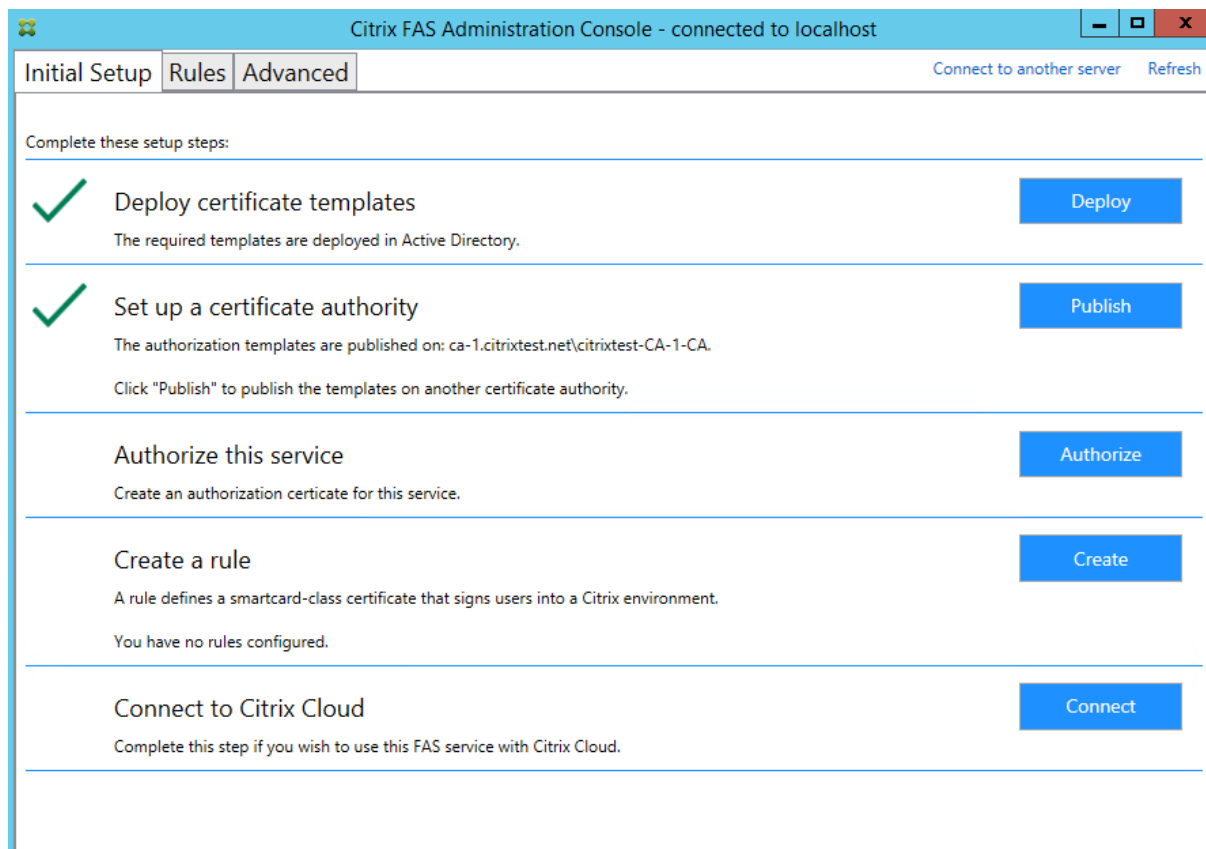 Citrix FAS Administration Console - connected to localhost
Initial Setup Rules Advanced Connect to another server Refresh
Complete these setup steps:
Deploy certificate templates Deploy
The required templates are deployed in Active Directory.
Set up a certificate authority Publish
The authorization templates are published on: ca-1.citrixtest.net\citrixtest-CA-1-CA.
Click "Publish" to publish the templates on another certificate authority.
Authorize this service Authorize
Create an authorization certicate for this service.
Create a rule Create
A rule defines a smartcard-class certificate that signs users into a Citrix environment.
You have no rules configured.
Connect to Citrix Cloud Connect
Complete this step if you wish to use this FAS service with Citrix Cloud.